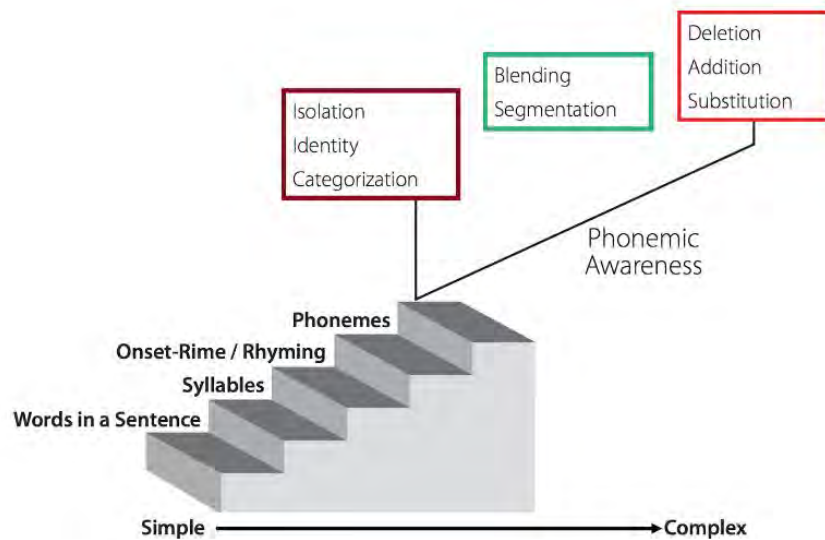 Deletion
Addition
Substitution
Blending
Segmentation
Isolation
Identity
Categorization
Phonemic
Awareness
Phonemes
Onset-Rime / Rhyming
Syllables
Words in a Sentence
Simple
Complex